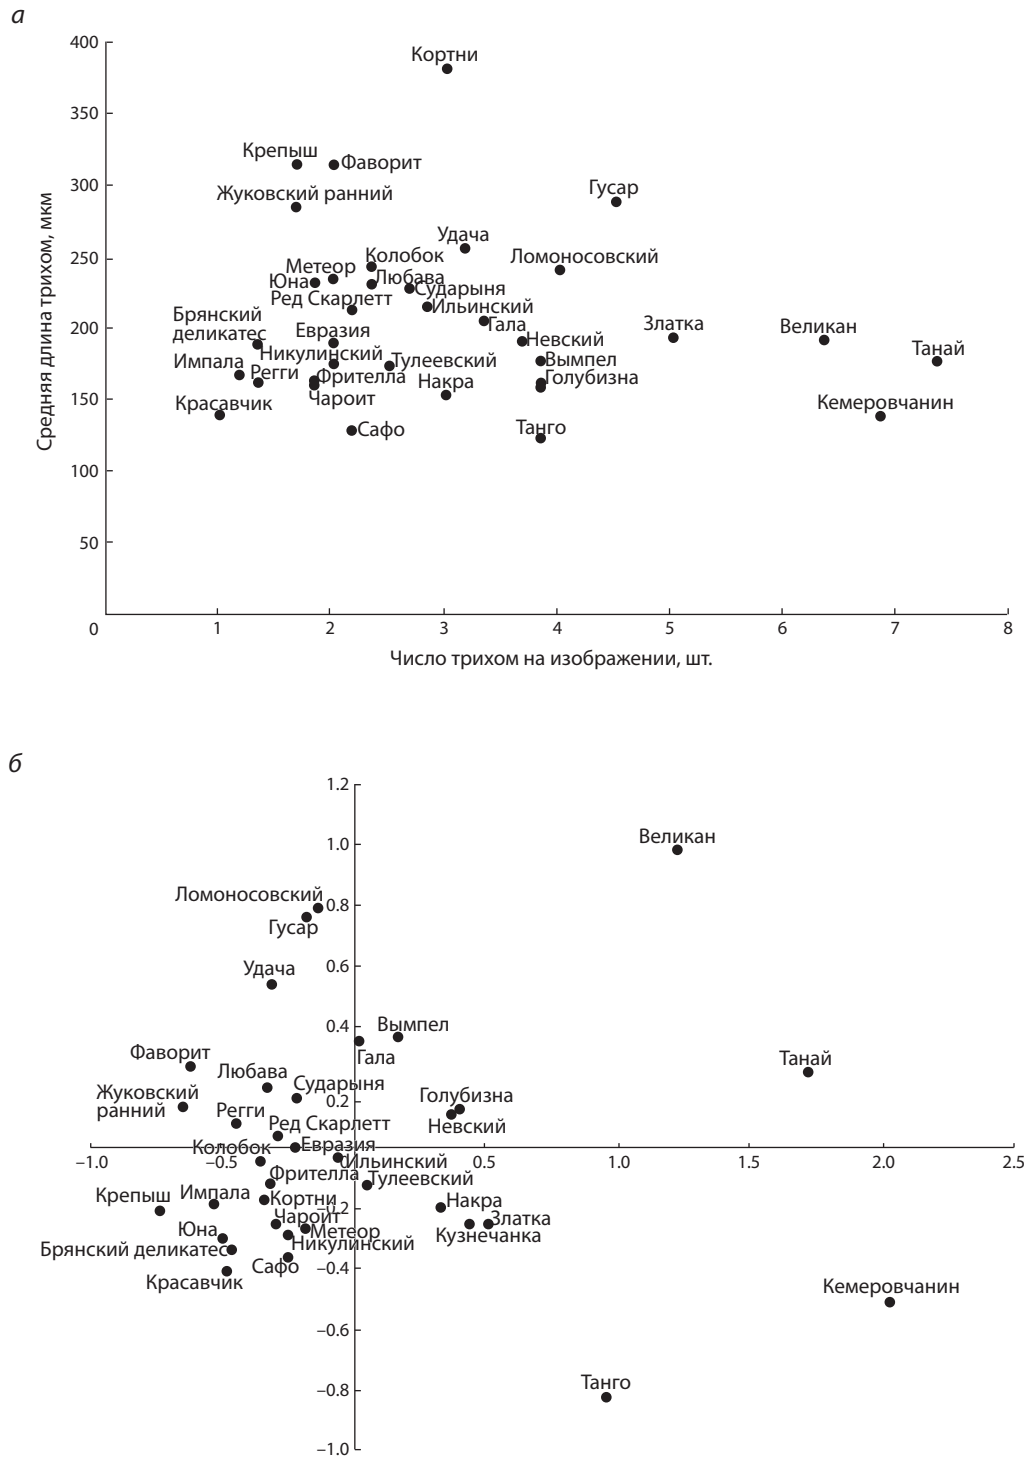 а
400
350
300
250
200
150
100
50
0
Средняя длина трихом, мкм
Кортни
Крепыш
Фаворит
Жуковский ранний
Гусар
Удача
Колобок
Ломоносовский
Метеор
Юна
Любава
Сударыня
Ред Скарлетт
Ильинский
Брянский
деликатес
Гала
Златка
Великан
Евразия
Невский
Танай
Никулинский
Тулеевский
Вымпел
Импала
Регги
Фрителла
Накра
Голубизна
Чароит
Красавчик
Кемеровчанин
Сафо
Танго
1
2
3
4
5
6
7
8
Число трихом на изображении, шт.
б
1.2
1.0
0.8
0.6
0.4
0.2
0
–0.2
–0.4
–0.6
–0.8
–1.0
Великан
Ломоносовский
Гусар
Удача
Вымпел
Гала
Фаворит
Танай
Любава
Сударыня
Жуковский
ранний
Голубизна
Регги
Ред Скарлетт
Невский
Колобок
Евразия
–1.0
–0.5
0.5
1.0
1.5
2.0
2.5
Ильинский
Фрителла
Тулеевский
Крепыш
Импала
Кортни
Накра
Чароит
Златка
Юна
Метеор
Кузнечанка
Никулинский
Брянский деликатес
Сафо
Красавчик
Кемеровчанин
Танго